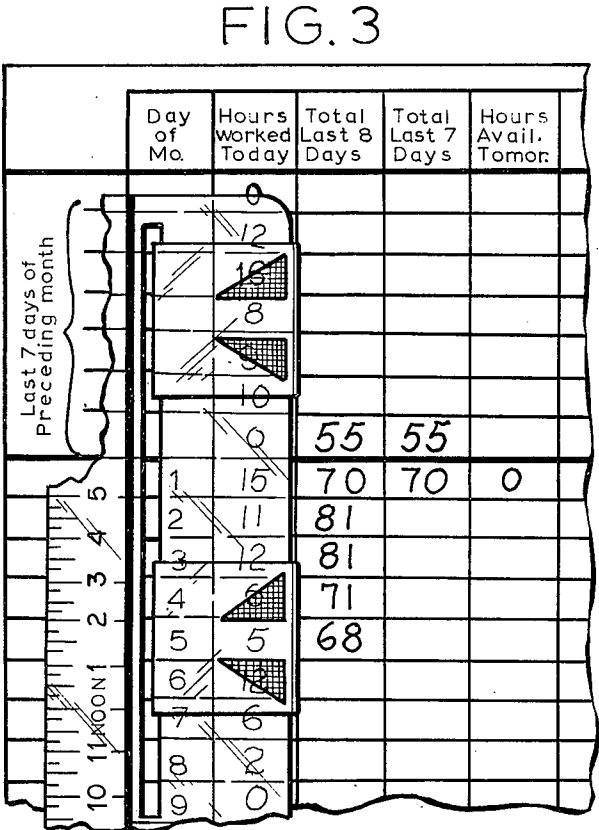 FIG. 3
Day of Mo.
Hours Worked Today
Total Last 8 Days
Total Last 7 Days
Hours Avail. Tomor.
Last 7 days of
Preceding month
0
12
8
10
0 55 55
1 15 70 70 0
2 11 81
3 12 81
4 6 71
5 5 68
6 12
7 6
8 2
9 0
5
4
3
2
1
NOON
11
10